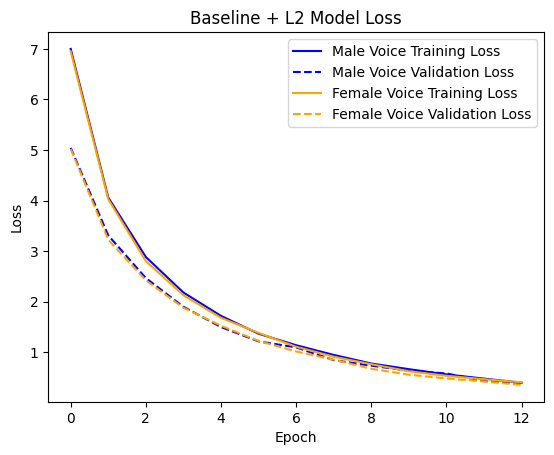 Baseline + L2 Model Loss
Male Voice Training Loss
Male Voice Validation Loss
Female Voice Training Loss
Female Voice Validation Loss
Loss
7
6
5
4
3
2
1
0 2 4 6 8 10 12
Epoch